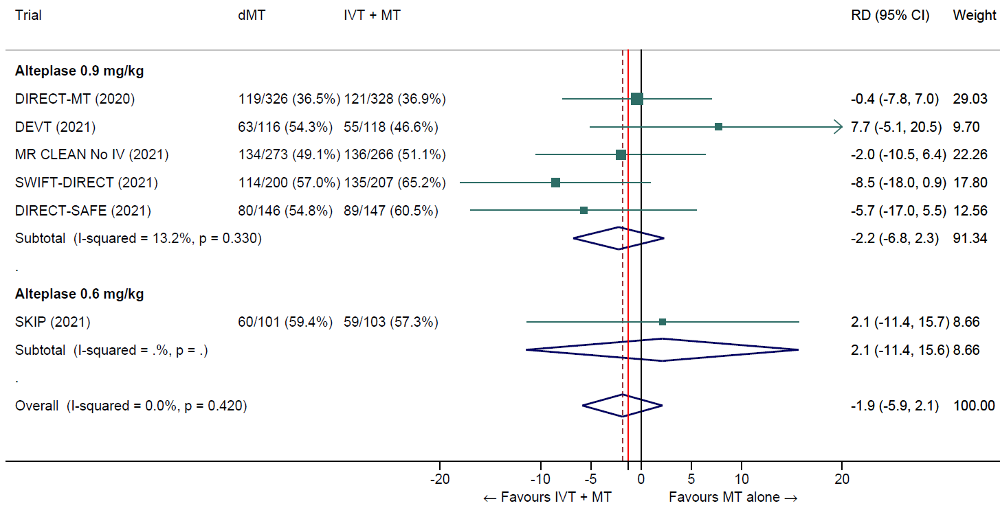 Trial dMT IVT + MT RD (95% CI) Weight
Alteplase 0.9 mg/kg
DIRECT-MT (2020) 119/326 (36.5%) 121/328 (36.9%) -0.4 (-7.8, 7.0) 29.03
DEVT (2021) 63/116 (54.3%) 55/118 (46.6%) 7.7 (-5.1, 20.5) 9.70
MR CLEAN No IV (2021) 134/273 (49.1%) 136/266 (51.1%) -2.0 (-10.5, 6.4) 22.26
SWIFT-DIRECT (2021) 114/200 (57.0%) 135/207 (65.2%) -8.5 (-18.0, 0.9) 17.80
DIRECT-SAFE (2021) 80/146 (54.8%) 89/147 (60.5%) -5.7 (-17.0, 5.5) 12.56
Subtotal (I-squared = 13.2%, p = 0.330) -2.2 (-6.8, 2.3) 91.34
.
Alteplase 0.6 mg/kg
SKIP (2021) 60/101 (59.4%) 59/103 (57.3%) 2.1 (-11.4, 15.7) 8.66
Subtotal (I-squared = .%, p = .) 2.1 (-11.4, 15.6) 8.66
.
Overall (I-squared = 0.0%, p = 0.420) -1.9 (-5.9, 2.1) 100.00
-20 -10 -5 0 5 10 20
← Favours IVT + MT Favours MT alone →